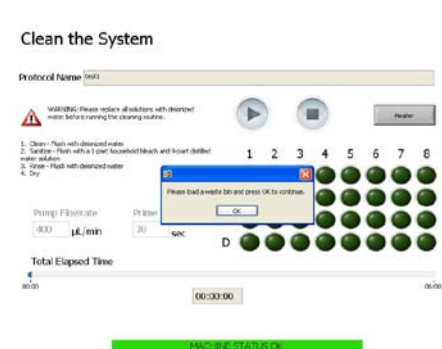 Clean the System
Protocol Name test1
WARNING: Please replace all solutions with deionized
water before running the cleaning routine.
Heater
1. Clean - Flush with deionized water
2. Sanitize - Flush with a 1-part household bleach and 9-part distilled
water solution
3. Rinse - Flush with deionized water
4. Dry
1 2 3 4 5 6 7 8
Please load a waste bin and press OK to continue.
OK
Pump Flowrate
400 µL/min
Prime
10 sec
D
Total Elapsed Time
00:00
00:00:00
MACHINE STATUS OK